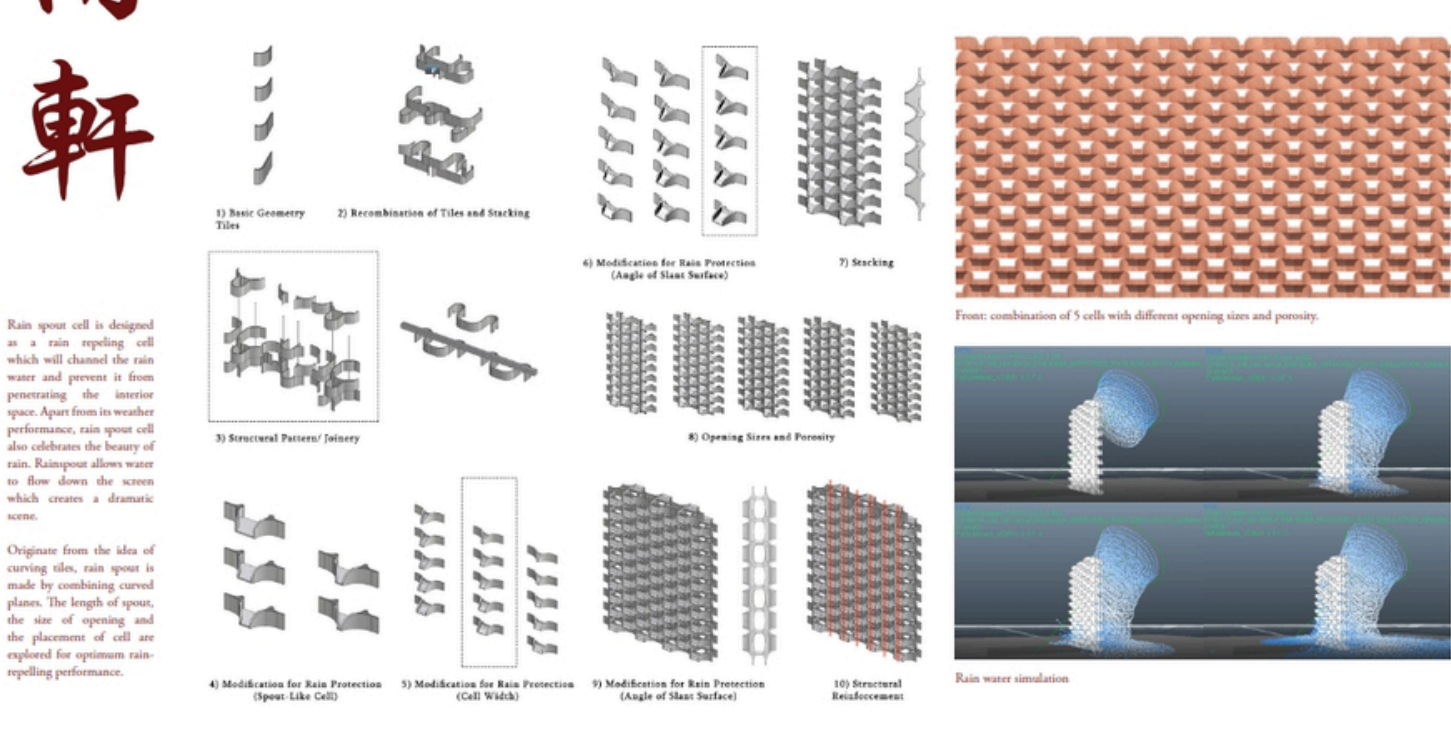 軒
Rain spout cell is designed
as a rain repeling cell
which will channel the rain
water and prevent it from
penetrating the interior
space. Apart from its weather
performance, rain spout cell
also celebrates the beauty of
rain. Rainspout allows water
to flow down the screen
which creates a dramatic
scene.
Originate from the idea of
curving tiles, rain spout is
made by combining curved
planes. The length of spout,
the size of opening and
the placement of cell are
explored for optimum rain-
repelling performance.
1) Basic Geometry
Tiles
2) Recombination of Tiles and Stacking
3) Structural Pattern/ Joinery
4) Modification for Rain Protection
(Spout-Like Cell)
5) Modification for Rain Protection
(Cell Width)
6) Modification for Rain Protection
(Angle of Slant Surface)
7) Stacking
8) Opening Sizes and Porosity
9) Modification for Rain Protection
(Angle of Slant Surface)
10) Structural
Reinforcement
Front: combination of 5 cells with different opening sizes and porosity.
Rain water simulation